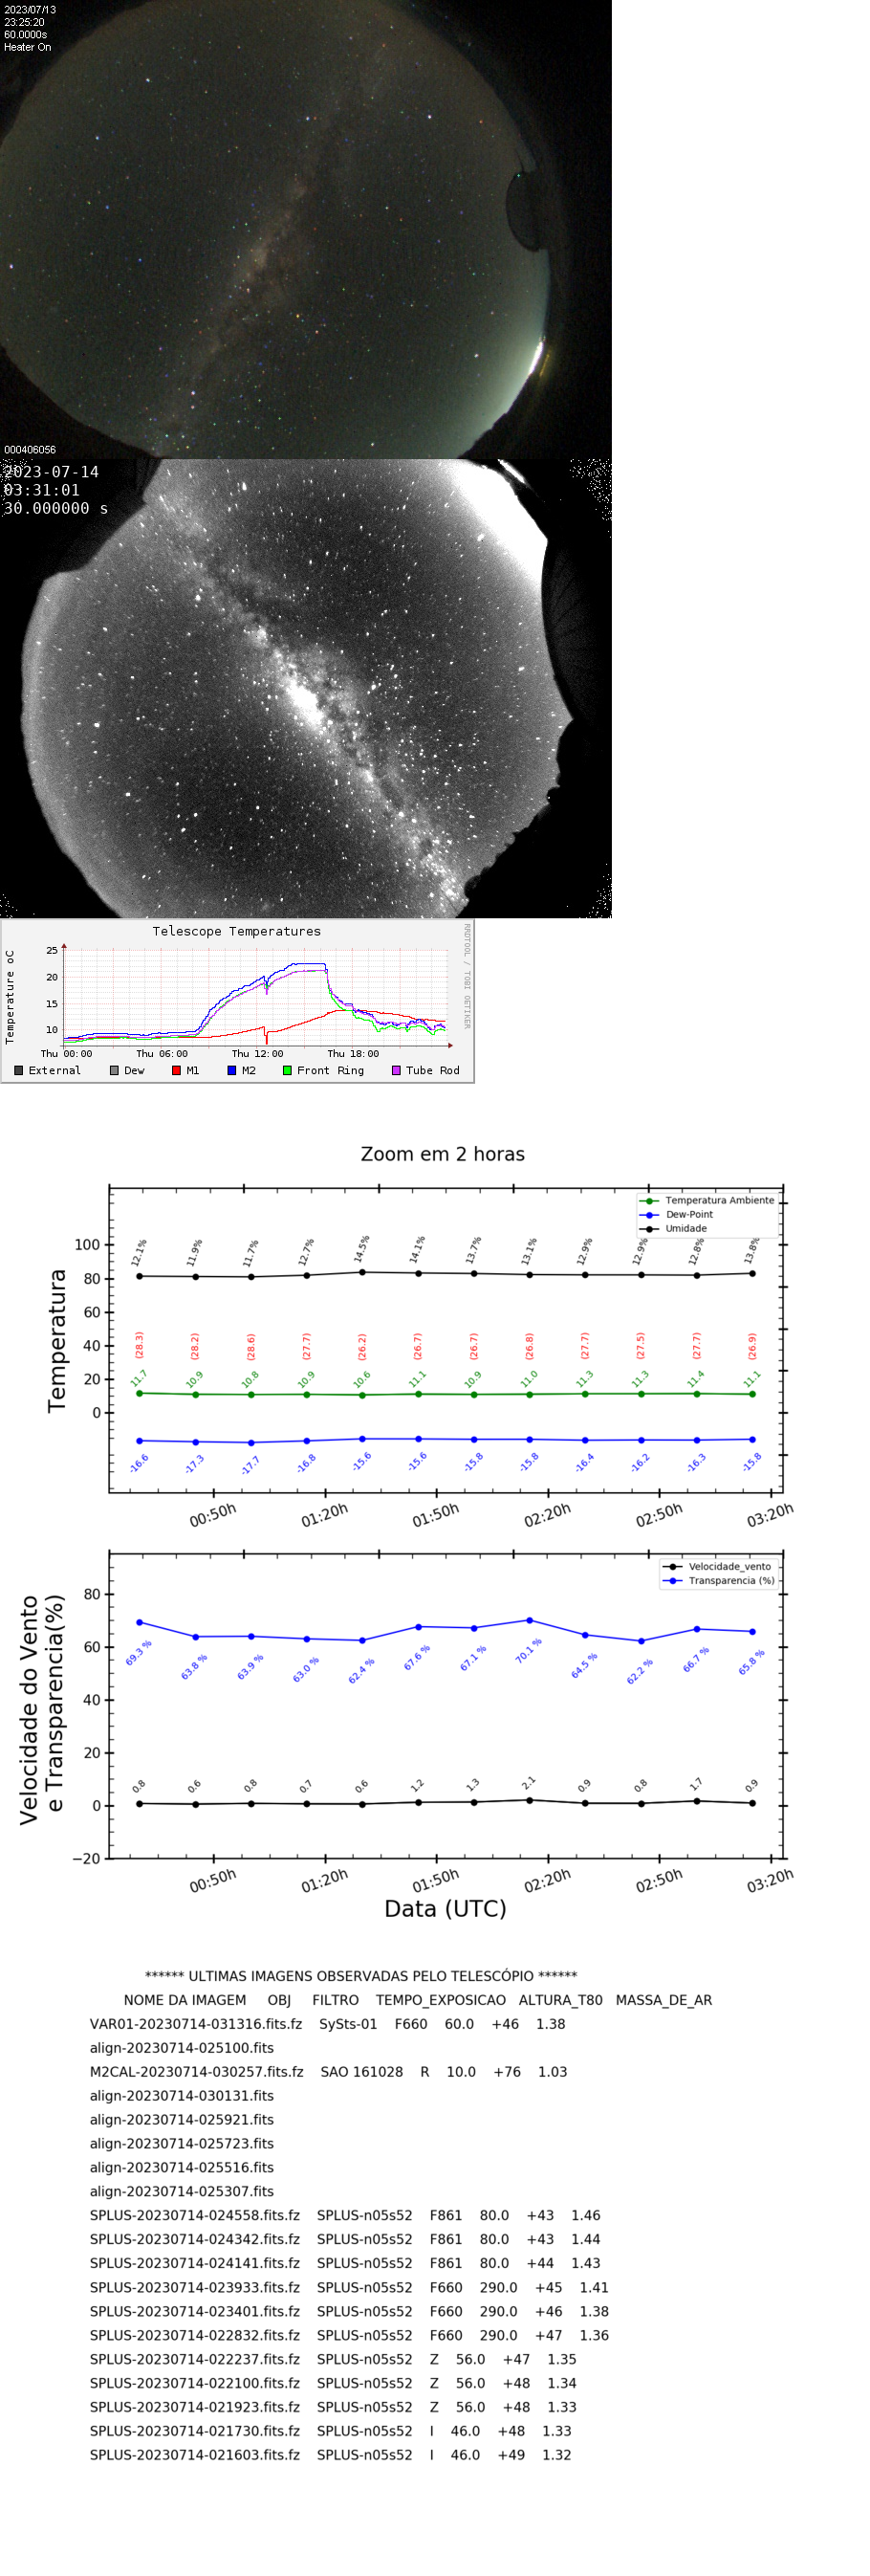 2023/07/13
23:25:20
60.0000s
Heater On
000406056
2023-07-14
03:31:01
30.000000 s
Telescope Temperatures
RRDTOOL / TOBI OETIKER
Temperature oC
25
20
15
10
Thu 00:00 Thu 06:00 Thu 12:00 Thu 18:00
External Dew M1 M2 Front Ring Tube Rod
Zoom em 2 horas
Temperatura Ambiente
Dew-Point
Umidade
Temperatura
100
80
60
40
20
0
12.1% 11.9% 11.7% 12.7% 14.5% 14.1% 13.7% 13.1% 12.9% 12.9% 12.8% 13.8%
(28.3) (28.2) (28.6) (27.7) (26.2) (26.7) (26.7) (26.8) (27.7) (27.5) (27.7) (26.9)
11.7 10.9 10.8 10.9 10.6 11.1 10.9 11.0 11.3 11.3 11.4 11.1
-16.6 -17.3 -17.7 -16.8 -15.6 -15.6 -15.8 -15.8 -16.4 -16.2 -16.3 -15.8
00:50h 01:20h 01:50h 02:20h 02:50h 03:20h
Velocidade_vento
Transparencia (%)
Velocidade do Vento
e Transparencia(%)
80
60
40
20
0
−20
69.3 % 63.8 % 63.9 % 63.0 % 62.4 % 67.6 % 67.1 % 70.1 % 64.5 % 62.2 % 66.7 % 65.8 %
0.8 0.6 0.8 0.7 0.6 1.2 1.3 2.1 0.9 0.8 1.7 0.9
00:50h 01:20h 01:50h 02:20h 02:50h 03:20h
Data (UTC)
****** ULTIMAS IMAGENS OBSERVADAS PELO TELESCÓPIO ******
NOME DA IMAGEM OBJ FILTRO TEMPO_EXPOSICAO ALTURA_T80 MASSA_DE_AR
VAR01-20230714-031316.fits.fz SySts-01 F660 60.0 +46 1.38
align-20230714-025100.fits
M2CAL-20230714-030257.fits.fz SAO 161028 R 10.0 +76 1.03
align-20230714-030131.fits
align-20230714-025921.fits
align-20230714-025723.fits
align-20230714-025516.fits
align-20230714-025307.fits
SPLUS-20230714-024558.fits.fz SPLUS-n05s52 F861 80.0 +43 1.46
SPLUS-20230714-024342.fits.fz SPLUS-n05s52 F861 80.0 +43 1.44
SPLUS-20230714-024141.fits.fz SPLUS-n05s52 F861 80.0 +44 1.43
SPLUS-20230714-023933.fits.fz SPLUS-n05s52 F660 290.0 +45 1.41
SPLUS-20230714-023401.fits.fz SPLUS-n05s52 F660 290.0 +46 1.38
SPLUS-20230714-022832.fits.fz SPLUS-n05s52 F660 290.0 +47 1.36
SPLUS-20230714-022237.fits.fz SPLUS-n05s52 Z 56.0 +47 1.35
SPLUS-20230714-022100.fits.fz SPLUS-n05s52 Z 56.0 +48 1.34
SPLUS-20230714-021923.fits.fz SPLUS-n05s52 Z 56.0 +48 1.33
SPLUS-20230714-021730.fits.fz SPLUS-n05s52 I 46.0 +48 1.33
SPLUS-20230714-021603.fits.fz SPLUS-n05s52 I 46.0 +49 1.32